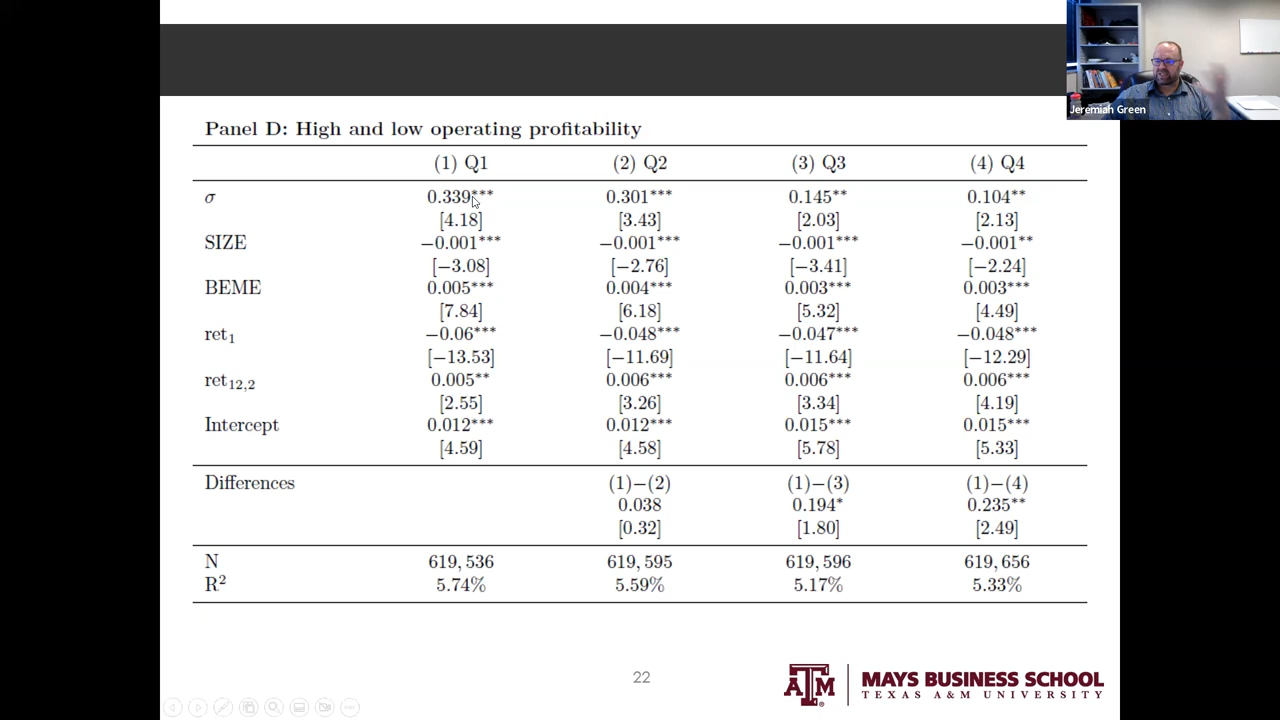 Jeremiah Green
Panel D: High and low operating profitability
(1) Q1 (2) Q2 (3) Q3 (4) Q4
σ 0.339*** 0.301*** 0.145** 0.104**
[4.18] [3.43] [2.03] [2.13]
SIZE −0.001*** −0.001*** −0.001*** −0.001**
[−3.08] [−2.76] [−3.41] [−2.24]
BEME 0.005*** 0.004*** 0.003*** 0.003***
[7.84] [6.18] [5.32] [4.49]
ret₁ −0.06*** −0.048*** −0.047*** −0.048***
[−13.53] [−11.69] [−11.64] [−12.29]
ret₁₂,₂ 0.005** 0.006*** 0.006*** 0.006***
[2.55] [3.26] [3.34] [4.19]
Intercept 0.012*** 0.012*** 0.015*** 0.015***
[4.59] [4.58] [5.78] [5.33]
Differences (1)−(2) (1)−(3) (1)−(4)
0.038 0.194* 0.235**
[0.32] [1.80] [2.49]
N 619,536 619,595 619,596 619,656
R² 5.74% 5.59% 5.17% 5.33%
22
ATM MAYS BUSINESS SCHOOL
TEXAS A&M UNIVERSITY